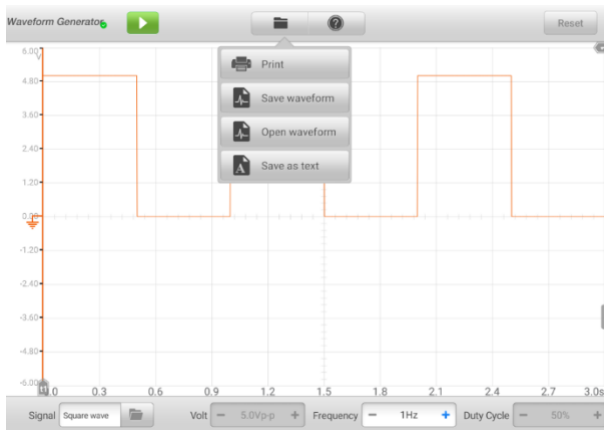 Waveform Generator
Reset
Print
Save waveform
Open waveform
Save as text
6.00
V
4.80
3.60
2.40
1.20
0.00
-1.20
-2.40
-3.60
-4.80
-6.00
0.0 0.3 0.6 0.9 1.2 1.5 1.8 2.1 2.4 2.7 3.0s
Signal Square wave Volt − 5.0Vp-p + Frequency − 1Hz + Duty Cycle − 50% +